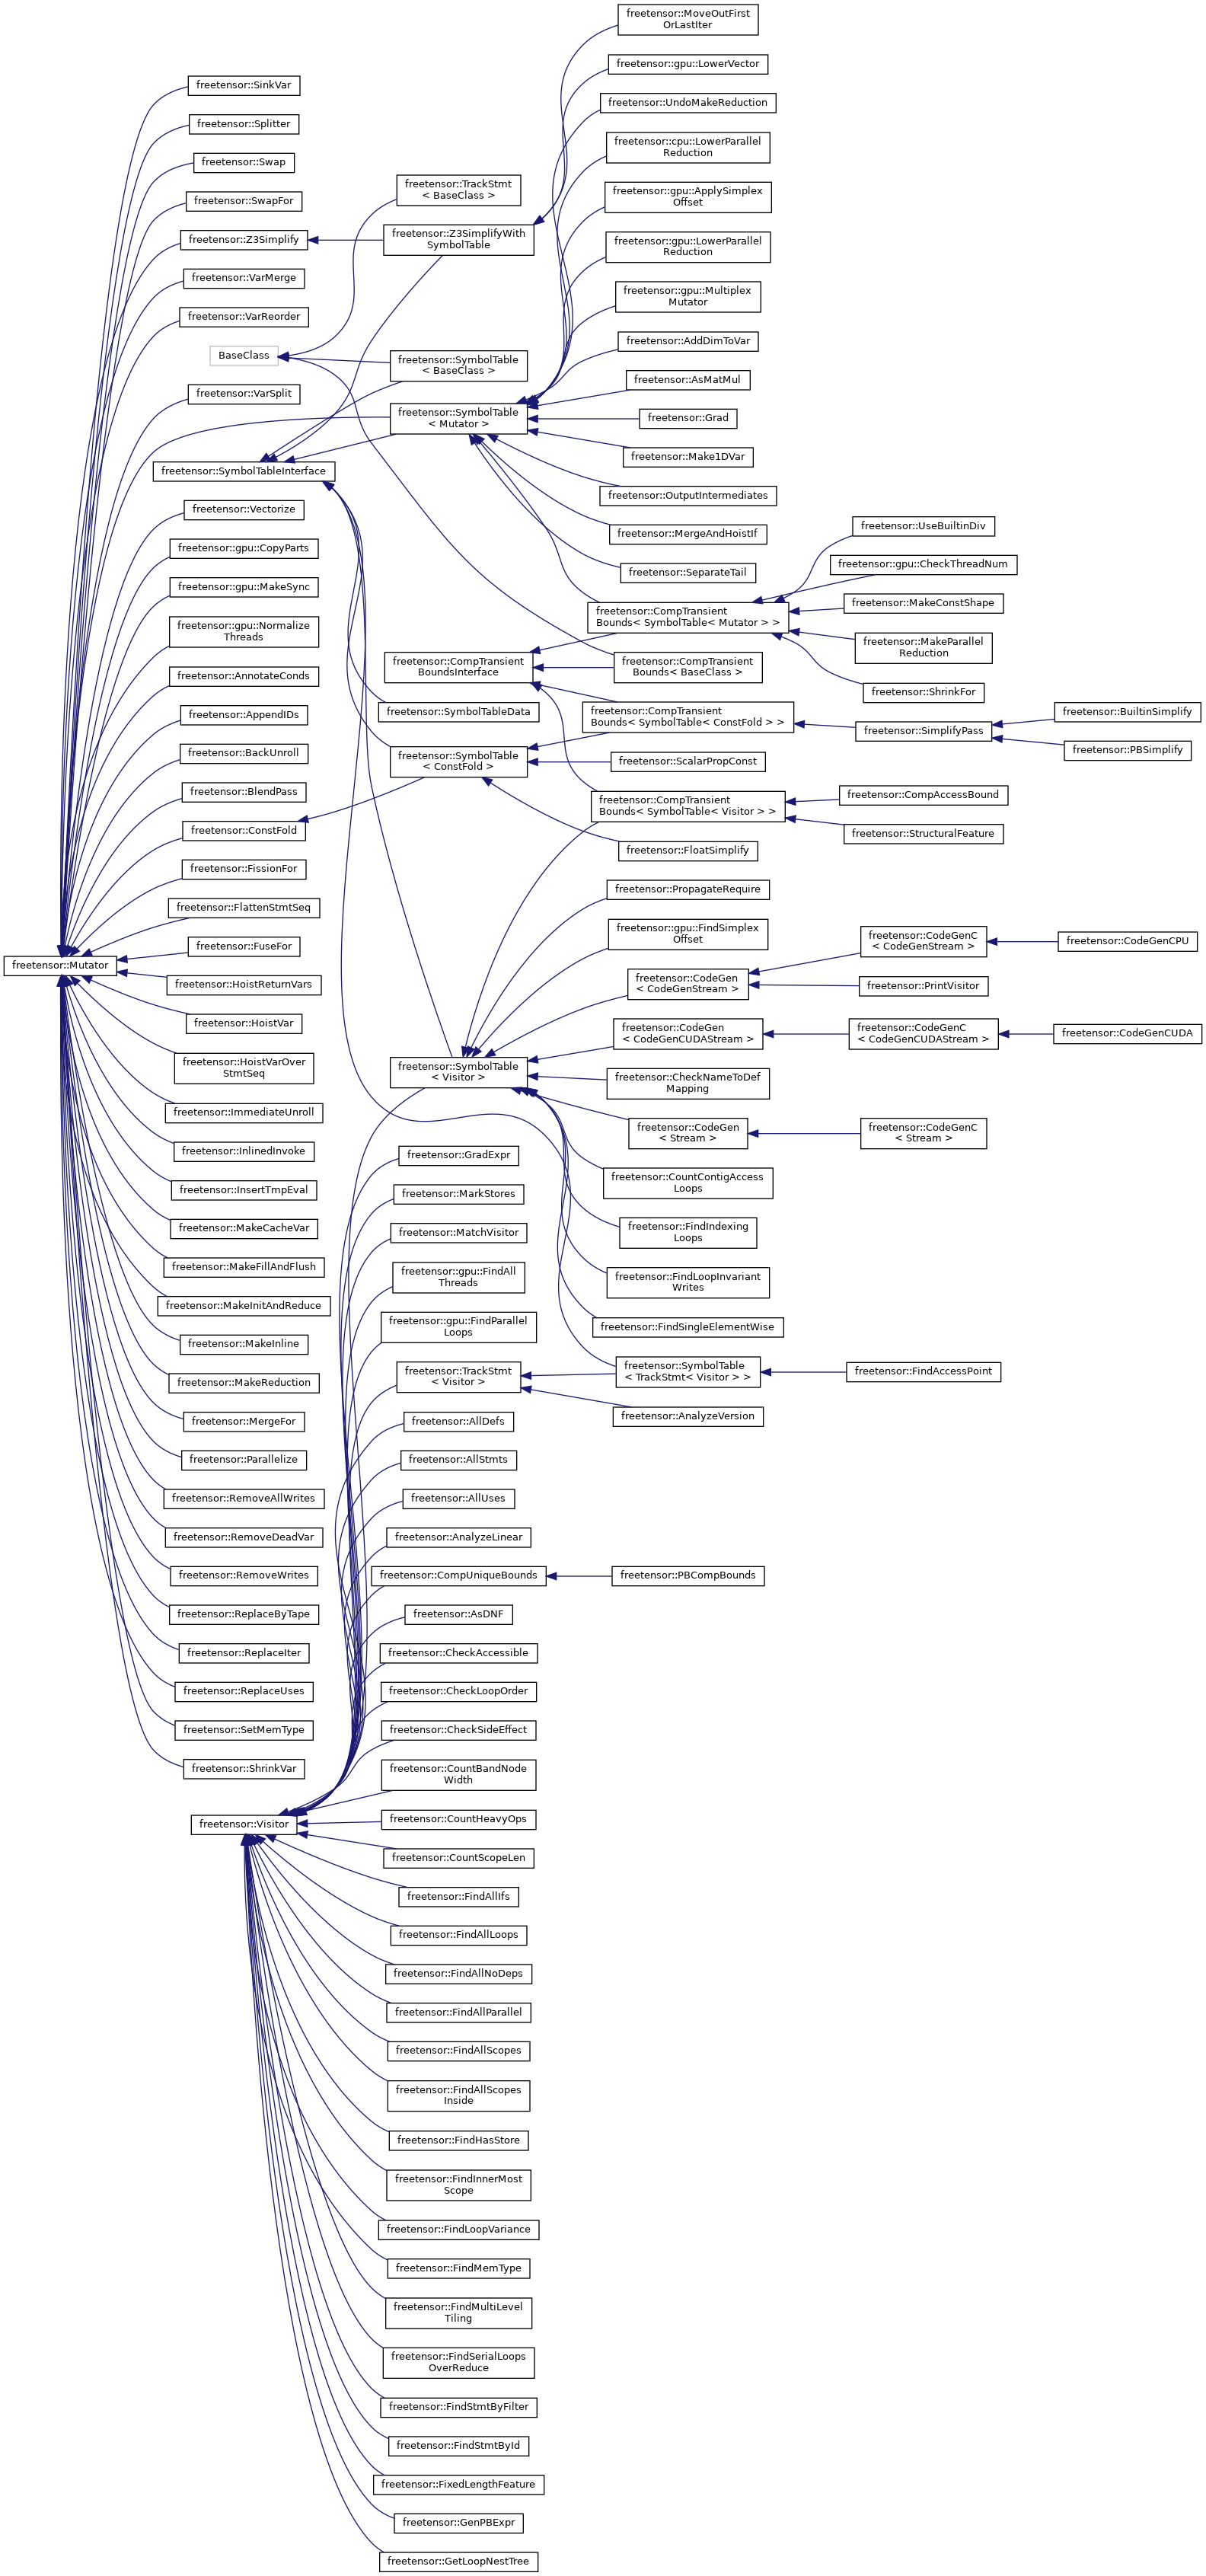 freetensor::MoveOutFirst
OrLastIter
freetensor::gpu::LowerVector
freetensor::SinkVar
freetensor::UndoMakeReduction
freetensor::Splitter
freetensor::cpu::LowerParallel
Reduction
freetensor::Swap
freetensor::TrackStmt
< BaseClass >
freetensor::gpu::ApplySimplex
Offset
freetensor::SwapFor
freetensor::Z3Simplify
freetensor::Z3SimplifyWith
SymbolTable
freetensor::gpu::LowerParallel
Reduction
freetensor::VarMerge
freetensor::gpu::Multiplex
Mutator
freetensor::VarReorder
freetensor::AddDimToVar
BaseClass
freetensor::SymbolTable
< BaseClass >
freetensor::AsMatMul
freetensor::VarSplit
freetensor::SymbolTable
< Mutator >
freetensor::Grad
freetensor::Make1DVar
freetensor::SymbolTableInterface
freetensor::OutputIntermediates
freetensor::Vectorize
freetensor::MergeAndHoistIf
freetensor::UseBuiltinDiv
freetensor::gpu::CopyParts
freetensor::SeparateTail
freetensor::gpu::CheckThreadNum
freetensor::gpu::MakeSync
freetensor::CompTransient
Bounds< SymbolTable< Mutator > >
freetensor::MakeConstShape
freetensor::gpu::Normalize
Threads
freetensor::MakeParallel
Reduction
freetensor::CompTransient
BoundsInterface
freetensor::CompTransient
Bounds< BaseClass >
freetensor::AnnotateConds
freetensor::ShrinkFor
freetensor::SymbolTableData
freetensor::CompTransient
Bounds< SymbolTable< ConstFold > >
freetensor::BuiltinSimplify
freetensor::AppendIDs
freetensor::SimplifyPass
freetensor::PBSimplify
freetensor::BackUnroll
freetensor::SymbolTable
< ConstFold >
freetensor::ScalarPropConst
freetensor::BlendPass
freetensor::CompTransient
Bounds< SymbolTable< Visitor > >
freetensor::CompAccessBound
freetensor::StructuralFeature
freetensor::ConstFold
freetensor::FloatSimplify
freetensor::FissionFor
freetensor::PropagateRequire
freetensor::FlattenStmtSeq
freetensor::gpu::FindSimplex
Offset
freetensor::CodeGenC
< CodeGenStream >
freetensor::CodeGenCPU
freetensor::FuseFor
freetensor::Mutator
freetensor::HoistReturnVars
freetensor::CodeGen
< CodeGenStream >
freetensor::PrintVisitor
freetensor::HoistVar
freetensor::CodeGen
< CodeGenCUDAStream >
freetensor::CodeGenC
< CodeGenCUDAStream >
freetensor::CodeGenCUDA
freetensor::HoistVarOver
StmtSeq
freetensor::SymbolTable
< Visitor >
freetensor::CheckNameToDef
Mapping
freetensor::ImmediateUnroll
freetensor::CodeGen
< Stream >
freetensor::CodeGenC
< Stream >
freetensor::InlinedInvoke
freetensor::GradExpr
freetensor::CountContigAccess
Loops
freetensor::InsertTmpEval
freetensor::MarkStores
freetensor::MakeCacheVar
freetensor::MatchVisitor
freetensor::FindIndexing
Loops
freetensor::MakeFillAndFlush
freetensor::gpu::FindAll
Threads
freetensor::FindLoopInvariant
Writes
freetensor::MakeInitAndReduce
freetensor::gpu::FindParallel
Loops
freetensor::FindSingleElementWise
freetensor::MakeInline
freetensor::TrackStmt
< Visitor >
freetensor::SymbolTable
< TrackStmt< Visitor > >
freetensor::FindAccessPoint
freetensor::MakeReduction
freetensor::AnalyzeVersion
freetensor::MergeFor
freetensor::AllDefs
freetensor::Parallelize
freetensor::AllStmts
freetensor::RemoveAllWrites
freetensor::AllUses
freetensor::RemoveDeadVar
freetensor::AnalyzeLinear
freetensor::RemoveWrites
freetensor::CompUniqueBounds
freetensor::PBCompBounds
freetensor::ReplaceByTape
freetensor::AsDNF
freetensor::ReplaceIter
freetensor::CheckAccessible
freetensor::ReplaceUses
freetensor::CheckLoopOrder
freetensor::SetMemType
freetensor::CheckSideEffect
freetensor::ShrinkVar
freetensor::CountBandNode
Width
freetensor::Visitor
freetensor::CountHeavyOps
freetensor::CountScopeLen
freetensor::FindAllIfs
freetensor::FindAllLoops
freetensor::FindAllNoDeps
freetensor::FindAllParallel
freetensor::FindAllScopes
freetensor::FindAllScopes
Inside
freetensor::FindHasStore
freetensor::FindInnerMost
Scope
freetensor::FindLoopVariance
freetensor::FindMemType
freetensor::FindMultiLevel
Tiling
freetensor::FindSerialLoops
OverReduce
freetensor::FindStmtByFilter
freetensor::FindStmtById
freetensor::FixedLengthFeature
freetensor::GenPBExpr
freetensor::GetLoopNestTree